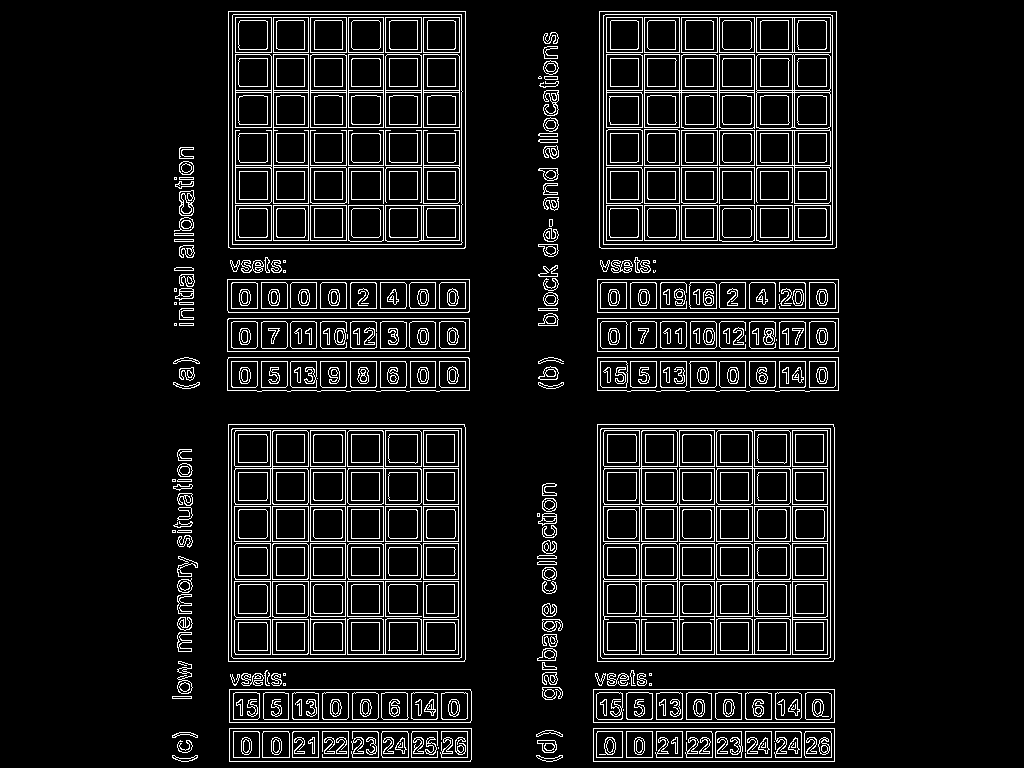 (a) initial allocation
vsets:
0 0 0 0 2 4 0 0
0 7 11 10 12 3 0 0
0 5 13 9 8 6 0 0
(b) block de- and allocations
vsets:
0 0 19 16 2 4 20 0
0 7 11 10 12 18 17 0
15 5 13 0 0 6 14 0
(c) low memory situation
vsets:
15 5 13 0 0 6 14 0
0 0 21 22 23 24 25 26
(d) garbage collection
vsets:
15 5 13 0 0 6 14 0
0 0 21 22 23 24 24 26